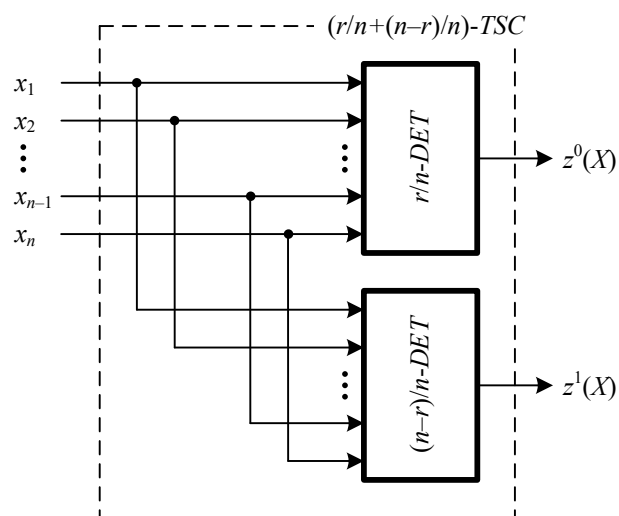 (r/n+(n–r)/n)-TSC
x₁
x₂
⋮
xₙ₋₁
xₙ
⋮
r/n-DET
z⁰(X)
⋮
(n–r)/n-DET
z¹(X)